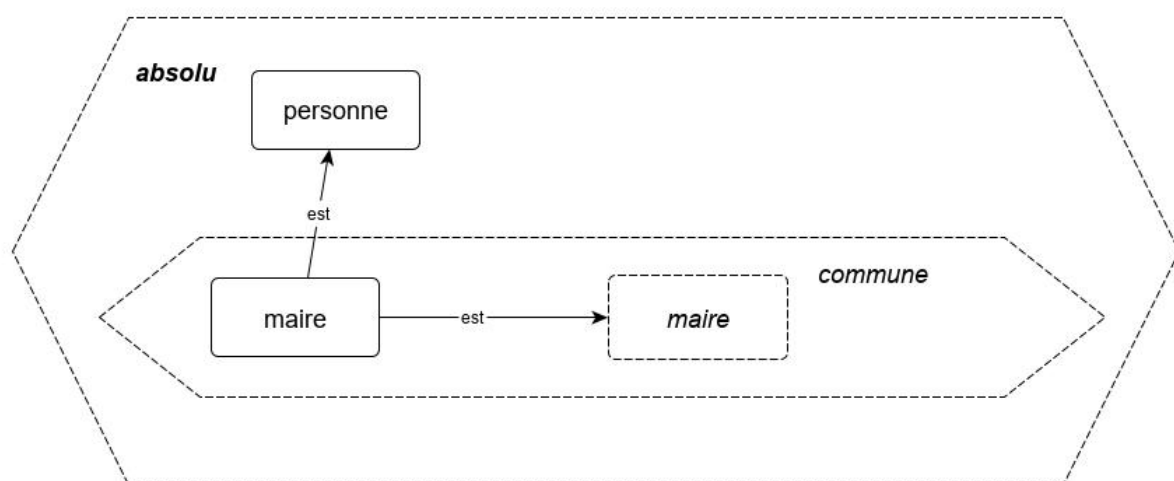 absolu
personne
est
commune
maire
est
maire